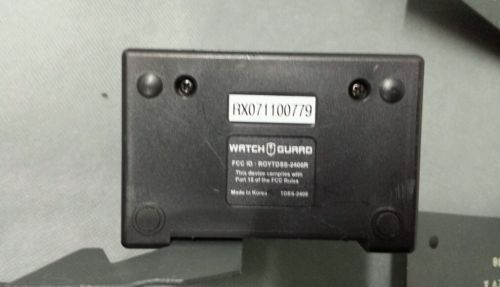 RX071100779
WATCH GUARD
FCC ID : ROYTDSS-2400R
This device complies with
Part 15 of the FCC Rules
Made in Korea TDSS-2400